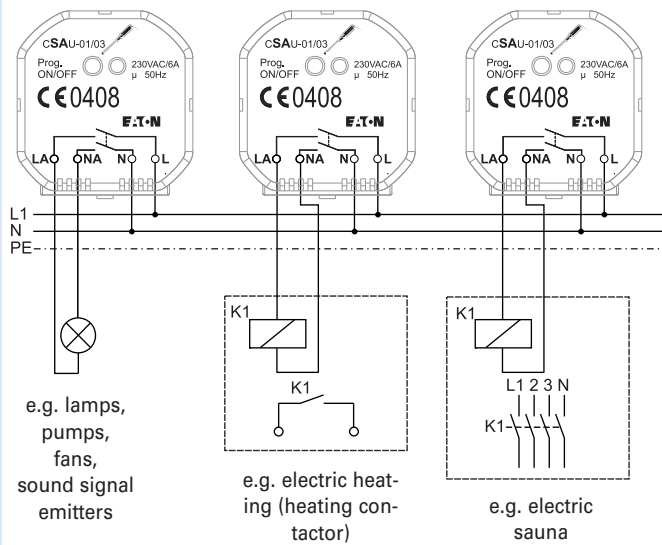 CSAU-01/03
Prog.
ON/OFF
230VAC/6A
µ 50Hz
CE0408
EATON
LA NA N L
CSAU-01/03
Prog.
ON/OFF
230VAC/6A
µ 50Hz
CE0408
EATON
LA NA N L
CSAU-01/03
Prog.
ON/OFF
230VAC/6A
µ 50Hz
CE0408
EATON
LA NA N L
L1
N
PE
K1
K1
K1
L1 2 3 N
K1
e.g. lamps,
pumps,
fans,
sound signal
emitters
e.g. electric heat-
ing (heating con-
tactor)
e.g. electric
sauna